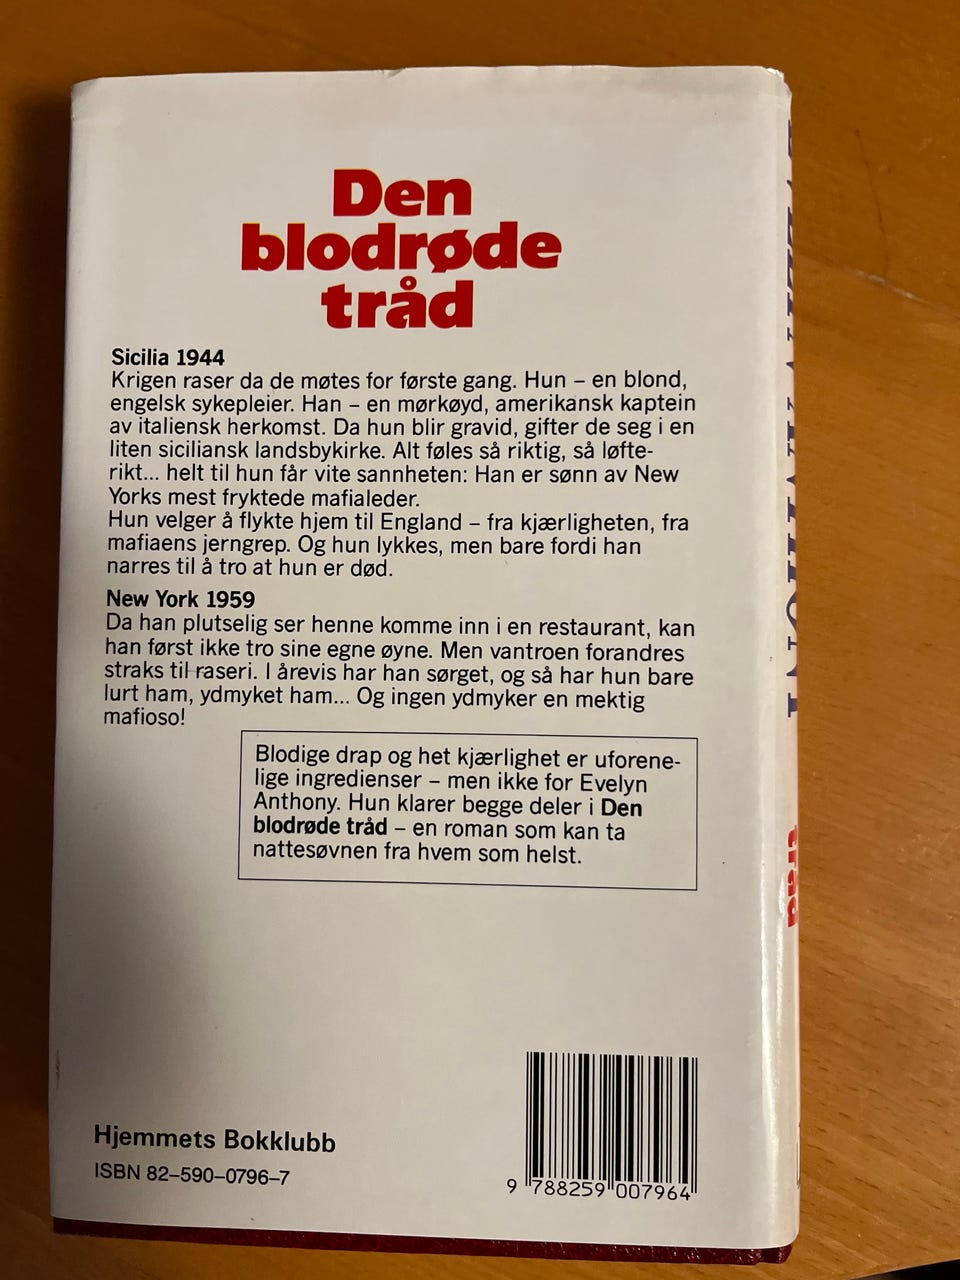 Den
blodrøde
tråd
Sicilia 1944
Krigen raser da de møtes for første gang. Hun – en blond,
engelsk sykepleier. Han – en mørkøyd, amerikansk kaptein
av italiensk herkomst. Da hun blir gravid, gifter de seg i en
liten siciliansk landsbykirke. Alt føles så riktig, så løfte-
rikt... helt til hun får vite sannheten: Han er sønn av New
Yorks mest fryktede mafialeder.
Hun velger å flykte hjem til England – fra kjærligheten, fra
mafiaens jerngrep. Og hun lykkes, men bare fordi han
narres til å tro at hun er død.
New York 1959
Da han plutselig ser henne komme inn i en restaurant, kan
han først ikke tro sine egne øyne. Men vantroen forandres
straks til raseri. I årevis har han sørget, og så har hun bare
lurt ham, ydmyket ham... Og ingen ydmyker en mektig
mafioso!
Blodige drap og het kjærlighet er uforene-
lige ingredienser – men ikke for Evelyn
Anthony. Hun klarer begge deler i Den
blodrøde tråd – en roman som kan ta
nattesøvnen fra hvem som helst.
Hjemmets Bokklubb
ISBN 82–590–0796–7
9 788259 007964